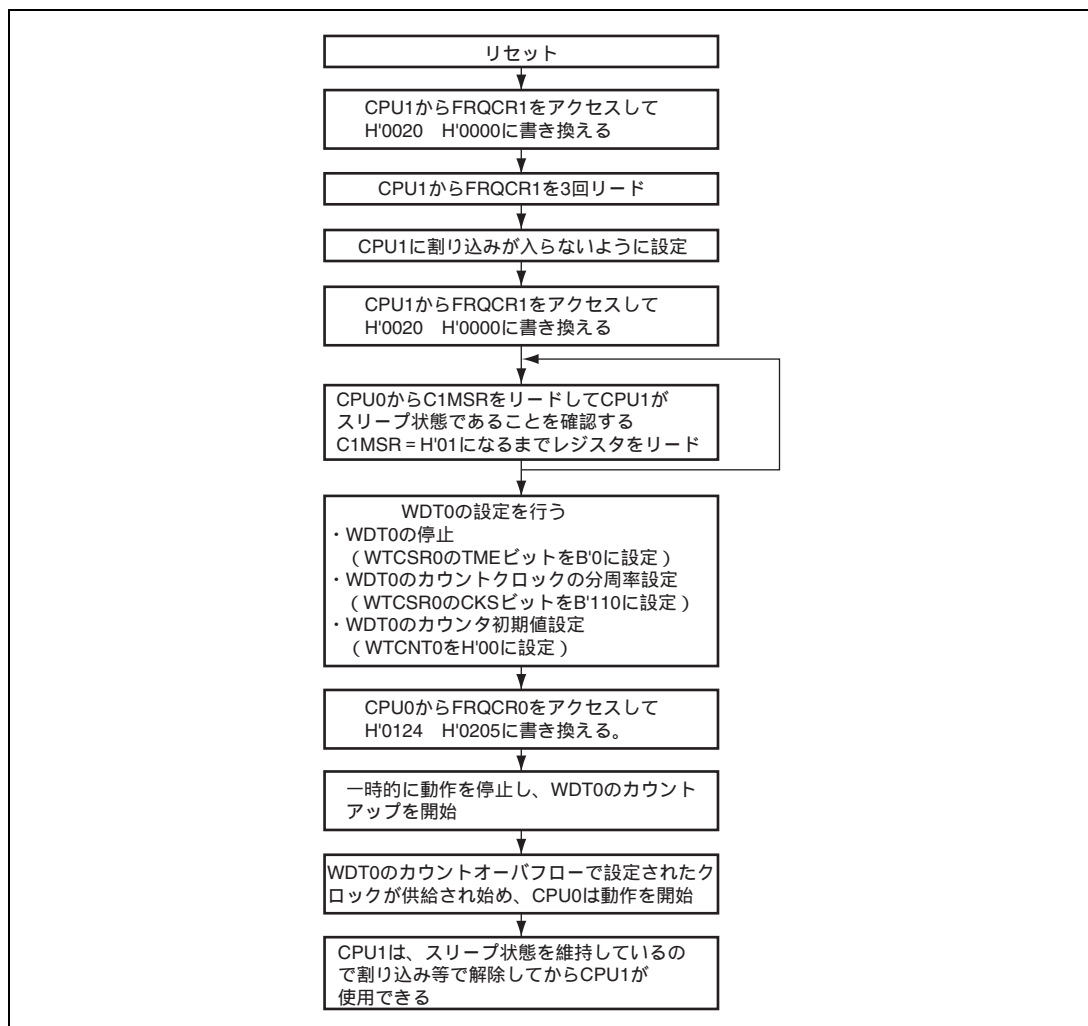 リセット
CPU1からFRQCR1をアクセスして
H'0020　H'0000に書き換える
CPU1からFRQCR1を3回リード
CPU1に割り込みが入らないように設定
CPU1からFRQCR1をアクセスして
H'0020　H'0000に書き換える
CPU0からC1MSRをリードしてCPU1が
スリープ状態であることを確認する
C1MSR = H'01になるまでレジスタをリード
WDT0の設定を行う
・WDT0の停止
（WTCSR0のTMEビットをB'0に設定）
・WDT0のカウントクロックの分周率設定
（WTCSR0のCKSビットをB'110に設定）
・WDT0のカウンタ初期値設定
（WTCNT0をH'00に設定）
CPU0からFRQCR0をアクセスして
H'0124　H'0205に書き換える。
一時的に動作を停止し、WDT0のカウント
アップを開始
WDT0のカウントオーバフローで設定されたク
ロックが供給され始め、CPU0は動作を開始
CPU1は、スリープ状態を維持しているの
で割り込み等で解除してからCPU1が
使用できる